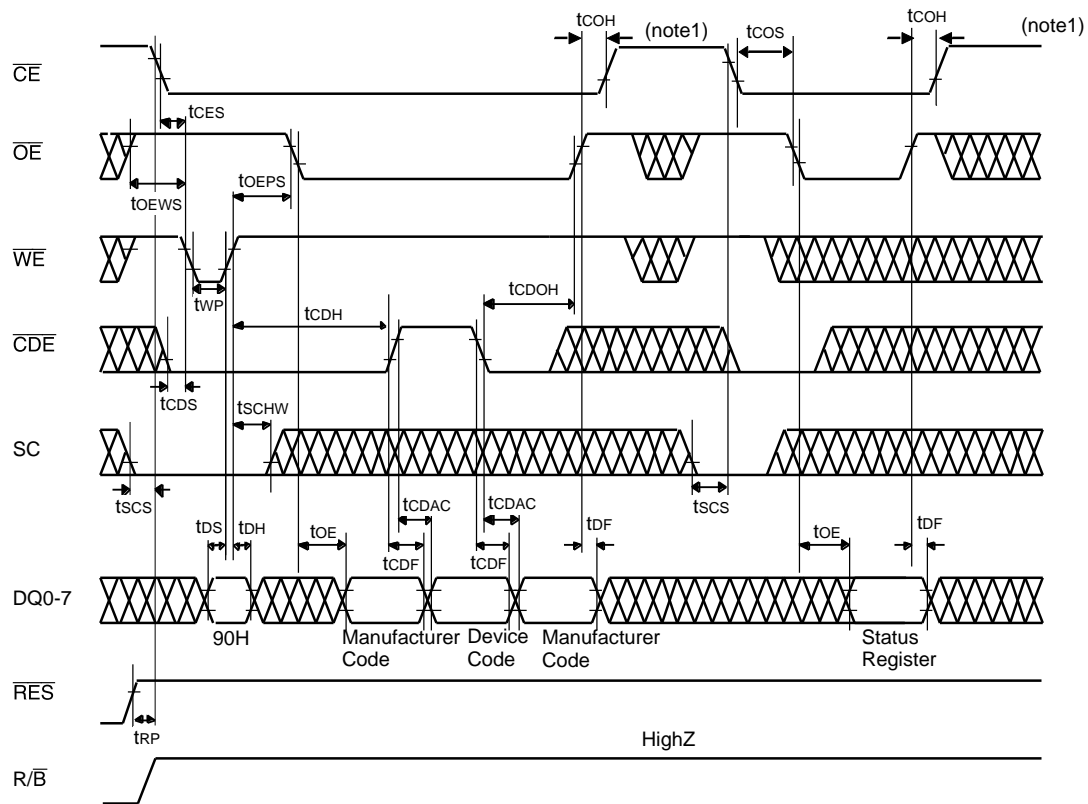 tCOH (note1) tCOS tCOH (note1)
CE
tCES
OE
tOEPS
tOEWS
WE
tWP tCDOH
tCDH
CDE
tCDS tSCHW
SC
tSCS tCDAC tCDAC tSCS
tDS tDH tOE tDF tOE tDF
tCDF tCDF
DQ0-7
90H Manufacturer Code Device Code Manufacturer Code Status Register
RES
tRP
HighZ
R/B